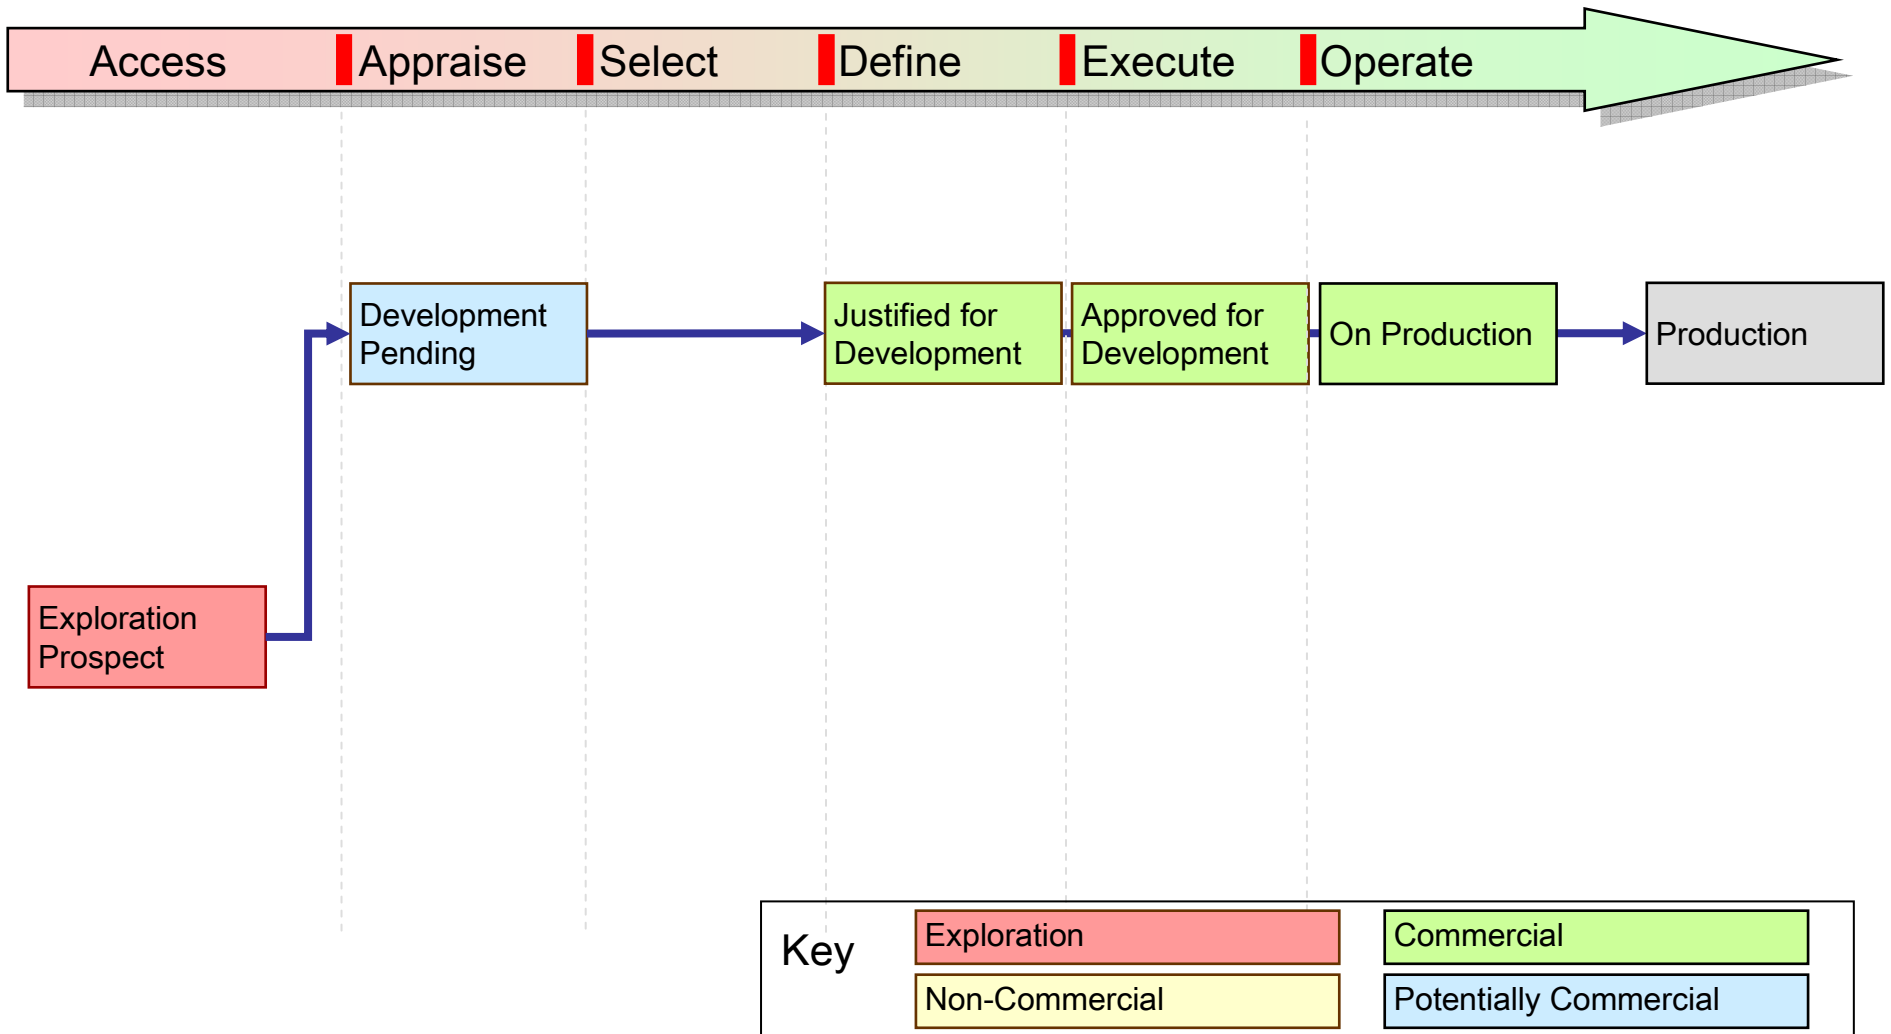 Access
Appraise
Select
Define
Execute
Operate
Development
Pending
Justified for
Development
Approved for
Development
On Production
Production
Exploration
Prospect
Key
Exploration
Commercial
Non-Commercial
Potentially Commercial